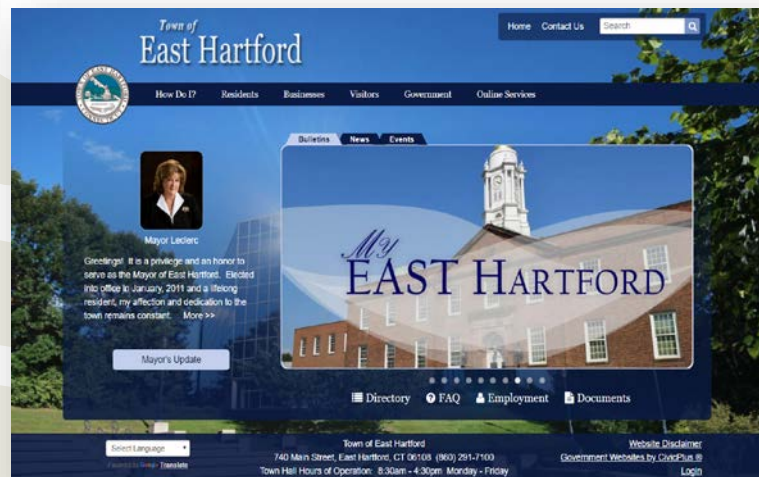 Town of
East Hartford
Home Contact Us Search
How Do I? Residents Businesses Visitors Government Online Services
Bulletins News Events
Mayor Leclerc
Greetings! It is a privilege and an honor to
serve as the Mayor of East Hartford. Elected
into office in January, 2011 and a lifelong
resident, my affection and dedication to the
town remains constant. More >>
Mayor's Update
My
EAST HARTFORD
Directory FAQ Employment Documents
Select Language
Powered by Google Translate
Town of East Hartford
740 Main Street, East Hartford, CT 06108 (860) 291-7100
Town Hall Hours of Operation: 8:30am - 4:30pm Monday - Friday
Website Disclaimer
Government Websites by CivicPlus ®
Login